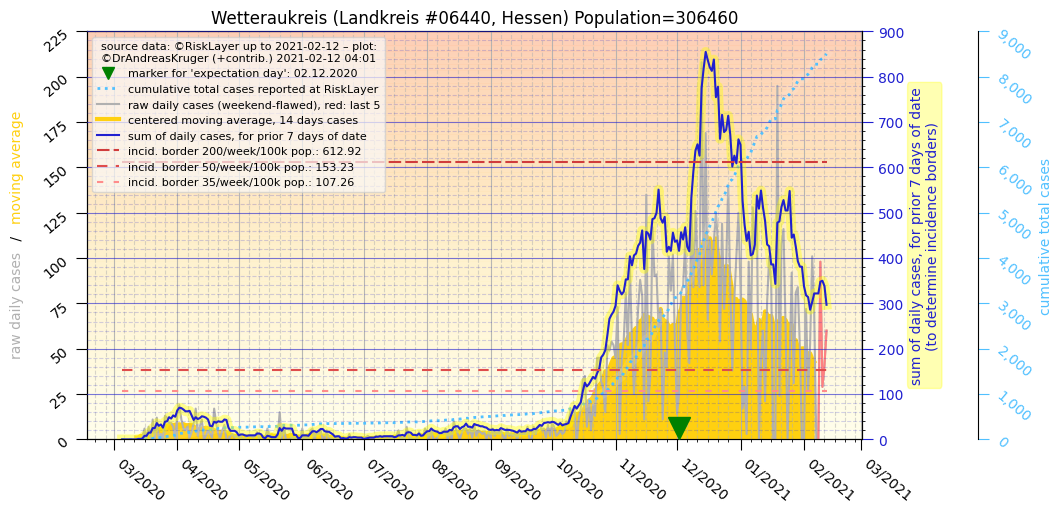 Wetteraukreis (Landkreis #06440, Hessen) Population=306460
source data: ©RiskLayer up to 2021-02-12 – plot:
©DrAndreasKruger (+contrib.) 2021-02-12 04:01
marker for 'expectation day': 02.12.2020
cumulative total cases reported at RiskLayer
raw daily cases (weekend-flawed), red: last 5
centered moving average, 14 days cases
sum of daily cases, for prior 7 days of date
incid. border 200/week/100k pop.: 612.92
incid. border 50/week/100k pop.: 153.23
incid. border 35/week/100k pop.: 107.26
raw daily cases / moving average
225
200
175
150
125
100
75
50
25
0
03/2020
04/2020
05/2020
06/2020
07/2020
08/2020
09/2020
10/2020
11/2020
12/2020
01/2021
02/2021
03/2021
900
800
700
600
500
400
300
200
100
0
sum of daily cases, for prior 7 days of date
(to determine incidence borders)
9,000
8,000
7,000
6,000
5,000
4,000
3,000
2,000
1,000
0
cumulative total cases